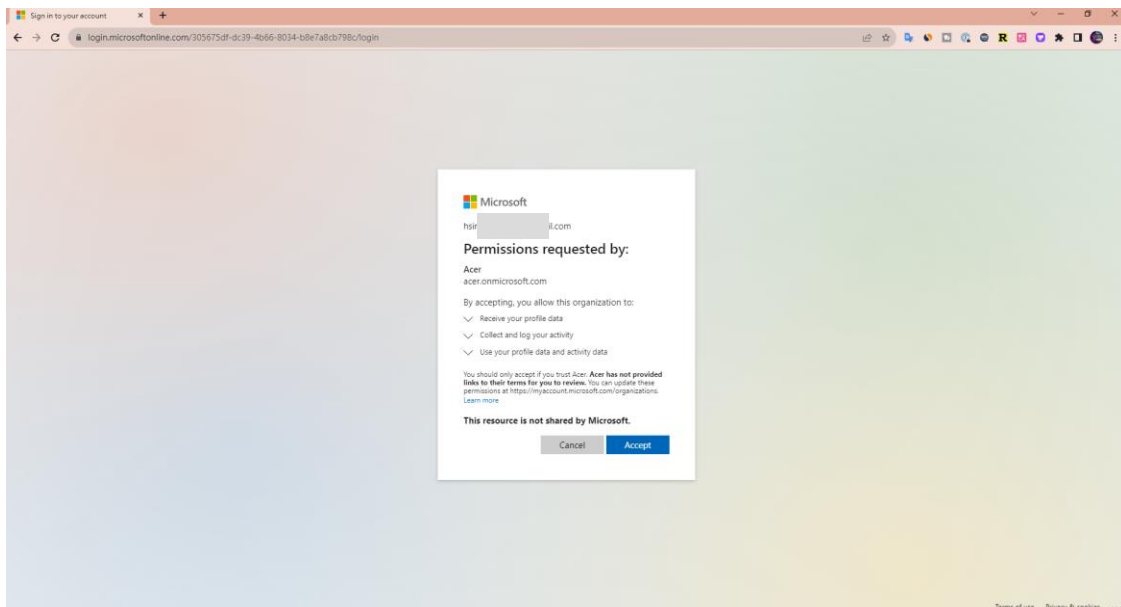 Sign in to your account
login.microsoftonline.com/305675df-dc39-4b66-8034-b8e7a8cb798c/login
Microsoft
hsir il.com
Permissions requested by:
Acer
acer.onmicrosoft.com
By accepting, you allow this organization to:
Receive your profile data
Collect and log your activity
Use your profile data and activity data
You should only accept if you trust Acer. Acer has not provided
links to their terms for you to review. You can update these
permissions at https://myaccount.microsoft.com/organizations.
Learn more
This resource is not shared by Microsoft.
Cancel Accept
Terms of use Privacy & cookies